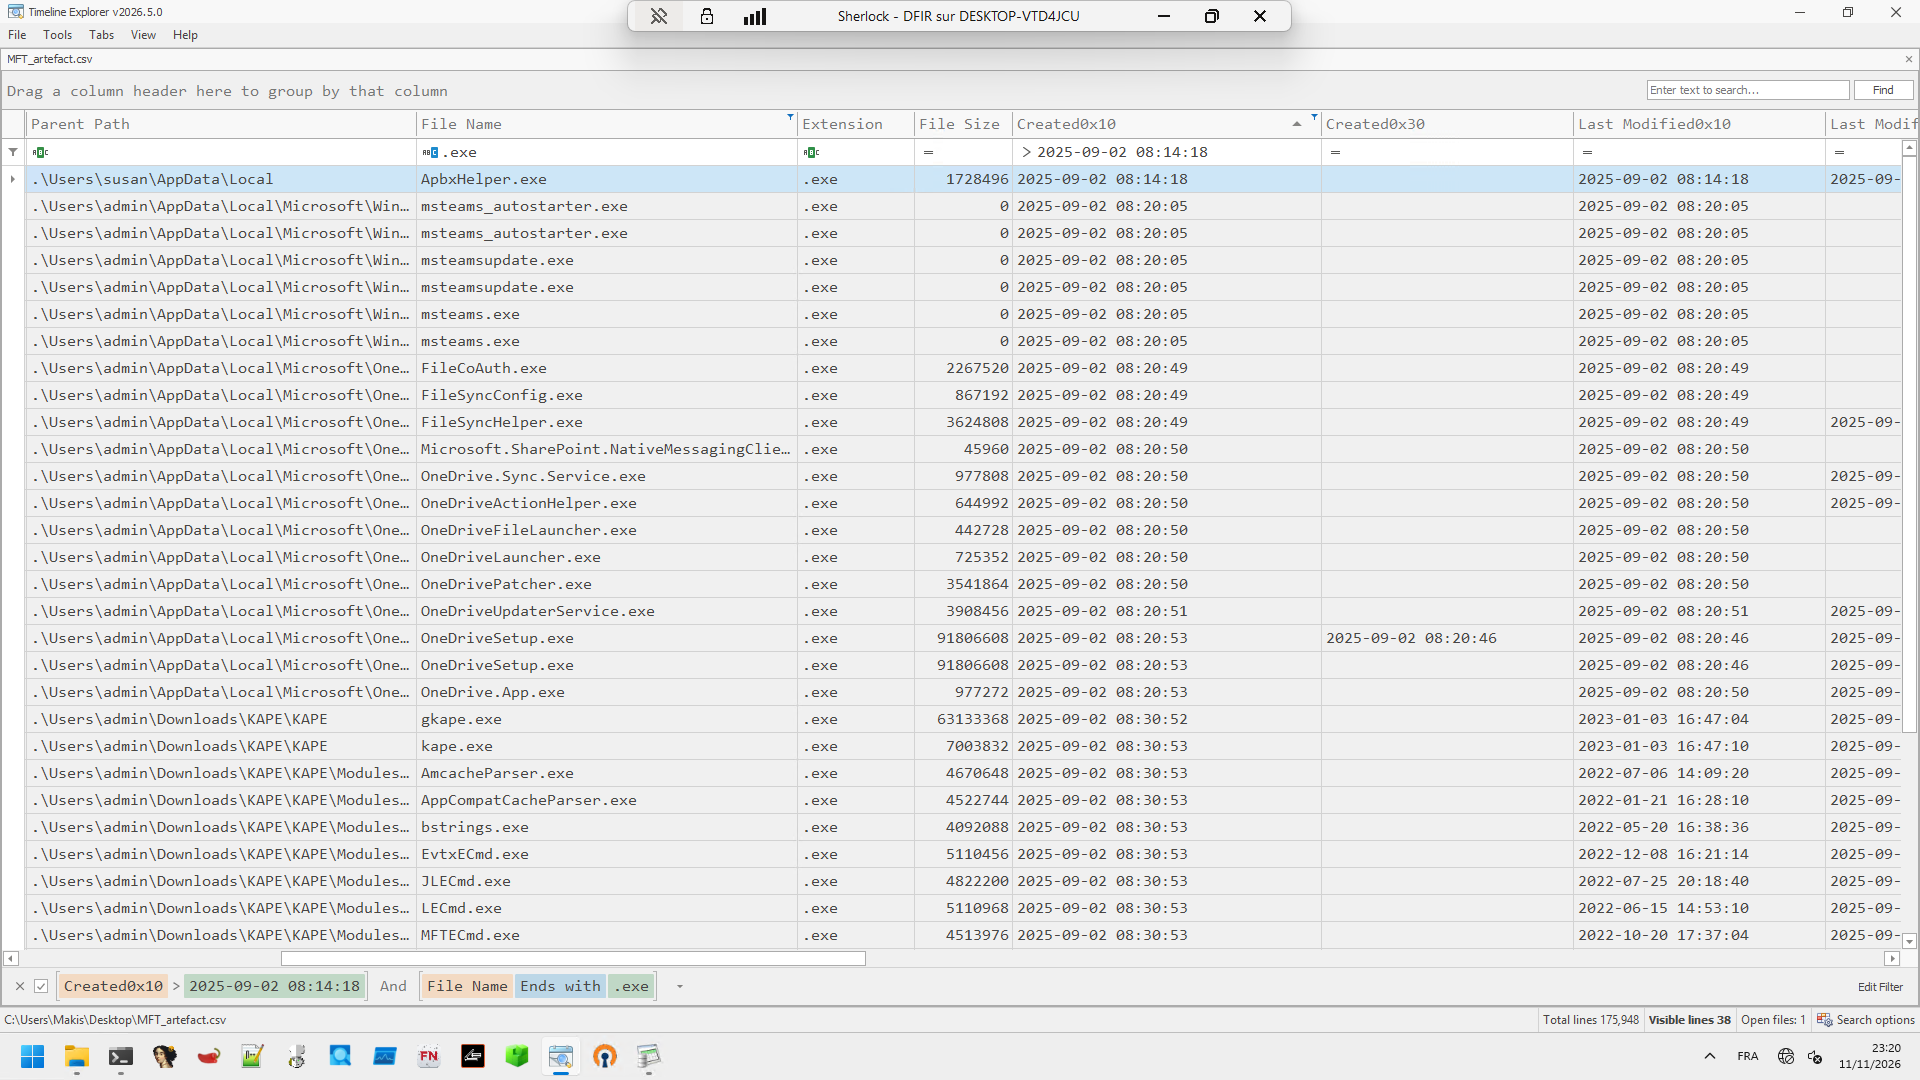 Timeline Explorer v2026.5.0
Sherlock - DFIR sur DESKTOP-VTD4JCU
File Tools Tabs View Help
MFT_artefact.csv
Drag a column header here to group by that column
Enter text to search... Find
Parent Path File Name Extension File Size Created0x10 Created0x30 Last Modified0x10 Last Modif
.exe = > 2025-09-02 08:14:18 = = =
.\Users\susan\AppData\Local ApbxHelper.exe .exe 1728496 2025-09-02 08:14:18 2025-09-02 08:14:18 2025-09-
.\Users\admin\AppData\Local\Microsoft\Win… msteams_autostarter.exe .exe 0 2025-09-02 08:20:05 2025-09-02 08:20:05
.\Users\admin\AppData\Local\Microsoft\Win… msteams_autostarter.exe .exe 0 2025-09-02 08:20:05 2025-09-02 08:20:05
.\Users\admin\AppData\Local\Microsoft\Win… msteamsupdate.exe .exe 0 2025-09-02 08:20:05 2025-09-02 08:20:05
.\Users\admin\AppData\Local\Microsoft\Win… msteamsupdate.exe .exe 0 2025-09-02 08:20:05 2025-09-02 08:20:05
.\Users\admin\AppData\Local\Microsoft\Win… msteams.exe .exe 0 2025-09-02 08:20:05 2025-09-02 08:20:05
.\Users\admin\AppData\Local\Microsoft\Win… msteams.exe .exe 0 2025-09-02 08:20:05 2025-09-02 08:20:05
.\Users\admin\AppData\Local\Microsoft\One… FileCoAuth.exe .exe 2267520 2025-09-02 08:20:49 2025-09-02 08:20:49
.\Users\admin\AppData\Local\Microsoft\One… FileSyncConfig.exe .exe 867192 2025-09-02 08:20:49 2025-09-02 08:20:49
.\Users\admin\AppData\Local\Microsoft\One… FileSyncHelper.exe .exe 3624808 2025-09-02 08:20:49 2025-09-02 08:20:49 2025-09-
.\Users\admin\AppData\Local\Microsoft\One… Microsoft.SharePoint.NativeMessagingClie… .exe 45960 2025-09-02 08:20:50 2025-09-02 08:20:50
.\Users\admin\AppData\Local\Microsoft\One… OneDrive.Sync.Service.exe .exe 977808 2025-09-02 08:20:50 2025-09-02 08:20:50 2025-09-
.\Users\admin\AppData\Local\Microsoft\One… OneDriveActionHelper.exe .exe 644992 2025-09-02 08:20:50 2025-09-02 08:20:50 2025-09-
.\Users\admin\AppData\Local\Microsoft\One… OneDriveFileLauncher.exe .exe 442728 2025-09-02 08:20:50 2025-09-02 08:20:50
.\Users\admin\AppData\Local\Microsoft\One… OneDriveLauncher.exe .exe 725352 2025-09-02 08:20:50 2025-09-02 08:20:50
.\Users\admin\AppData\Local\Microsoft\One… OneDrivePatcher.exe .exe 3541864 2025-09-02 08:20:50 2025-09-02 08:20:50
.\Users\admin\AppData\Local\Microsoft\One… OneDriveUpdaterService.exe .exe 3908456 2025-09-02 08:20:51 2025-09-02 08:20:51 2025-09-
.\Users\admin\AppData\Local\Microsoft\One… OneDriveSetup.exe .exe 91806608 2025-09-02 08:20:53 2025-09-02 08:20:46 2025-09-02 08:20:46 2025-09-
.\Users\admin\AppData\Local\Microsoft\One… OneDriveSetup.exe .exe 91806608 2025-09-02 08:20:53 2025-09-02 08:20:46 2025-09-
.\Users\admin\AppData\Local\Microsoft\One… OneDrive.App.exe .exe 977272 2025-09-02 08:20:53 2025-09-02 08:20:50 2025-09-
.\Users\admin\Downloads\KAPE\KAPE gkape.exe .exe 63133368 2025-09-02 08:30:52 2023-01-03 16:47:04 2025-09-
.\Users\admin\Downloads\KAPE\KAPE kape.exe .exe 7003832 2025-09-02 08:30:53 2023-01-03 16:47:10 2025-09-
.\Users\admin\Downloads\KAPE\KAPE\Modules… AmcacheParser.exe .exe 4670648 2025-09-02 08:30:53 2022-07-06 14:09:20 2025-09-
.\Users\admin\Downloads\KAPE\KAPE\Modules… AppCompatCacheParser.exe .exe 4522744 2025-09-02 08:30:53 2022-01-21 16:28:10 2025-09-
.\Users\admin\Downloads\KAPE\KAPE\Modules… bstrings.exe .exe 4092088 2025-09-02 08:30:53 2022-05-20 16:38:36 2025-09-
.\Users\admin\Downloads\KAPE\KAPE\Modules… EvtxECmd.exe .exe 5110456 2025-09-02 08:30:53 2022-12-08 16:21:14 2025-09-
.\Users\admin\Downloads\KAPE\KAPE\Modules… JLECmd.exe .exe 4822200 2025-09-02 08:30:53 2022-07-25 20:18:40 2025-09-
.\Users\admin\Downloads\KAPE\KAPE\Modules… LECmd.exe .exe 5110968 2025-09-02 08:30:53 2022-06-15 14:53:10 2025-09-
.\Users\admin\Downloads\KAPE\KAPE\Modules… MFTECmd.exe .exe 4513976 2025-09-02 08:30:53 2022-10-20 17:37:04 2025-09-
Created0x10 > 2025-09-02 08:14:18 And File Name Ends with .exe Edit Filter
C:\Users\Makis\Desktop\MFT_artefact.csv Total lines 175,948 Visible lines 38 Open files: 1 Search options
FN FRA 23:20
11/11/2026